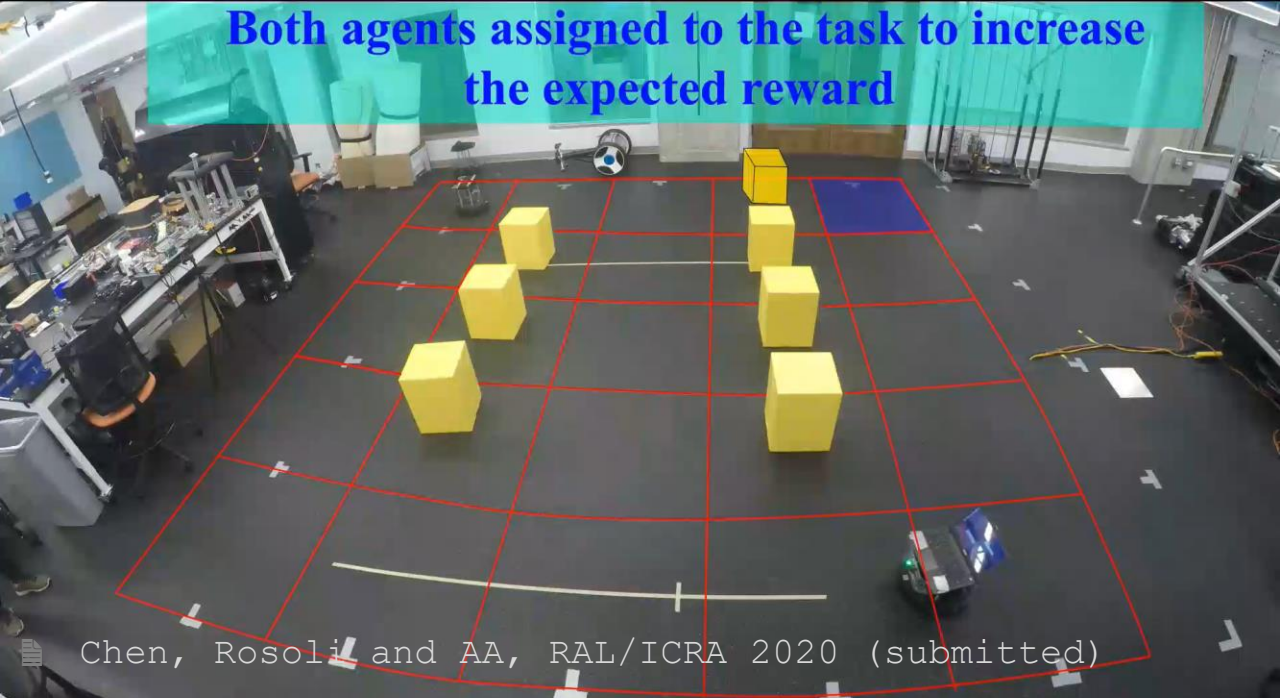 Both agents assigned to the task to increase
the expected reward
Chen, Rosoli and AA, RAL/ICRA 2020 (submitted)